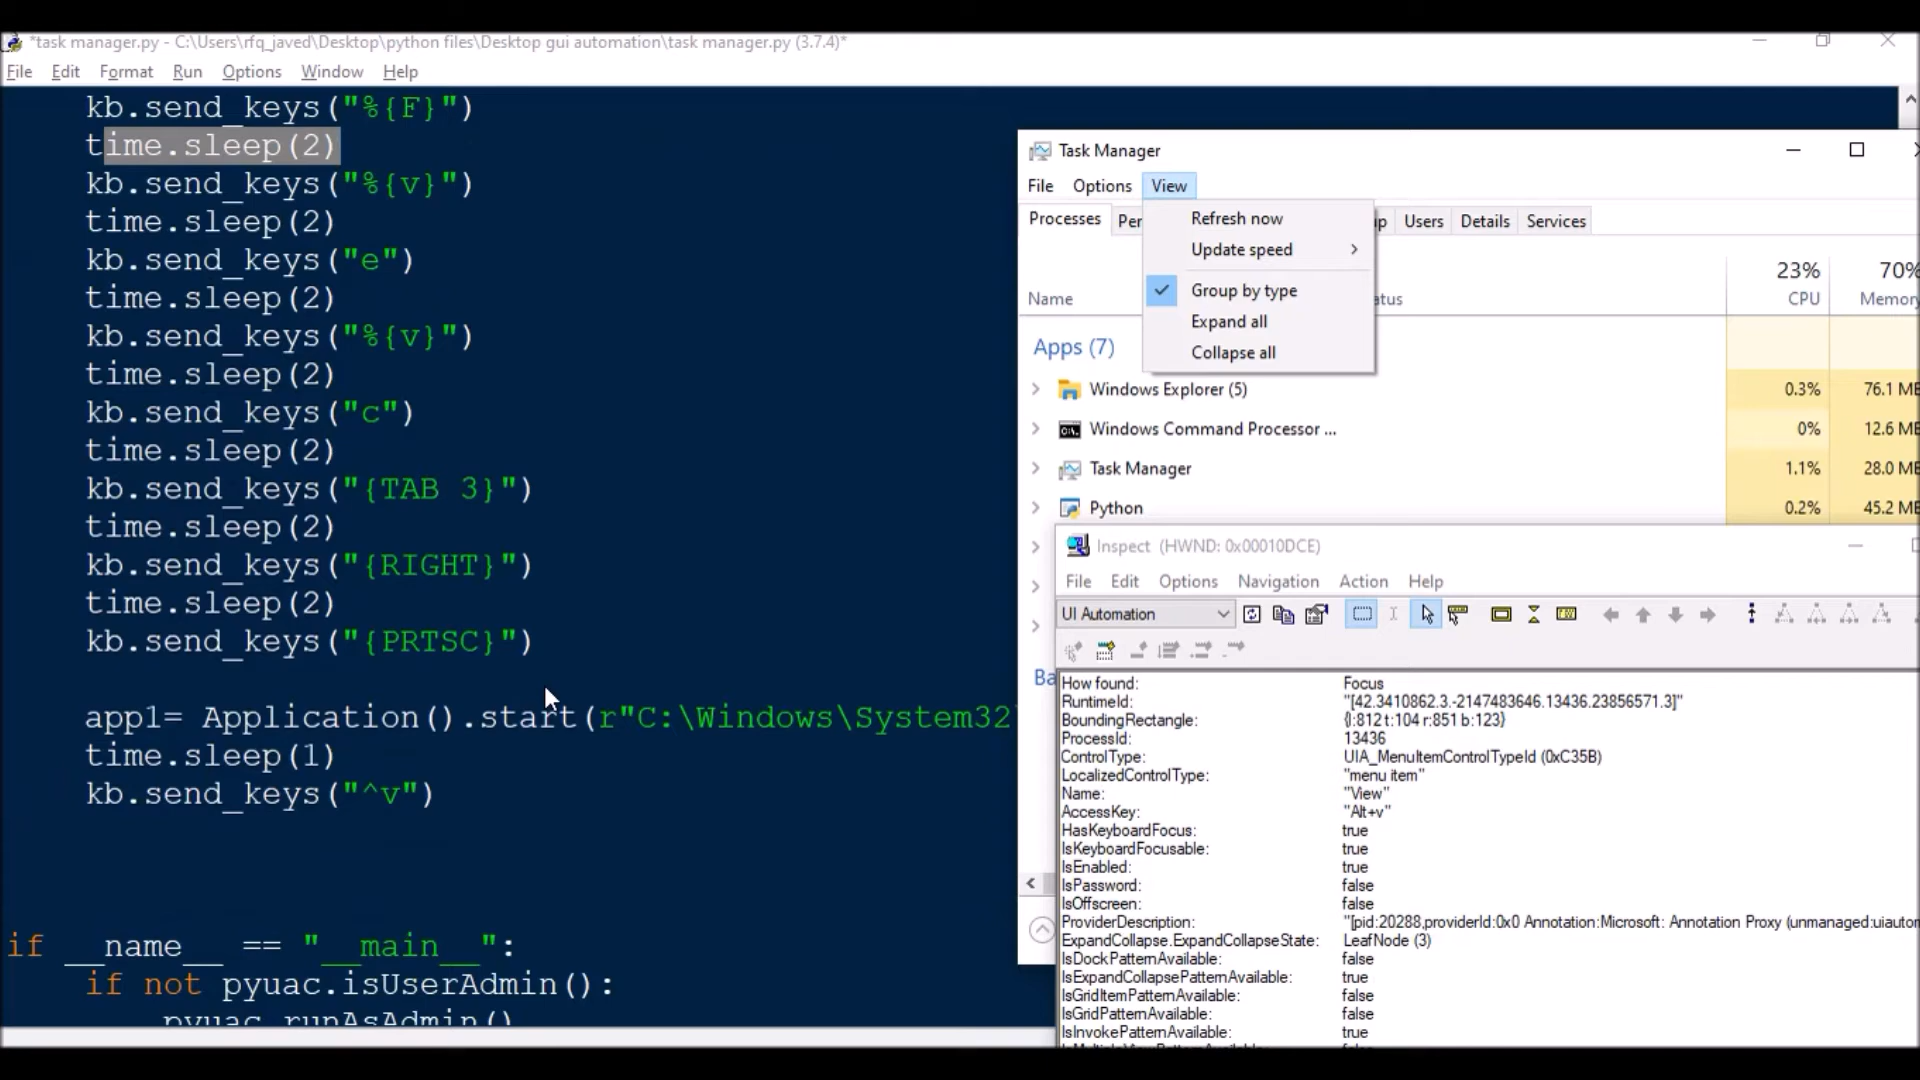 *task manager.py - C:\Users\rfq_javed\Desktop\python files\Desktop gui automation\task manager.py (3.7.4)*
File Edit Format Run Options Window Help
kb.send_keys("%{F}")
time.sleep(2)
kb.send_keys("%{v}")
time.sleep(2)
kb.send_keys("e")
time.sleep(2)
kb.send_keys("%{v}")
time.sleep(2)
kb.send_keys("c")
time.sleep(2)
kb.send_keys("{TAB 3}")
time.sleep(2)
kb.send_keys("{RIGHT}")
time.sleep(2)
kb.send_keys("{PRTSC}")
app1= Application().start(r"C:\Windows\System32
time.sleep(1)
kb.send_keys("^v")
if __name__ == "__main__":
if not pyuac.isUserAdmin():
pyuac.runAsAdmin()
Task Manager
File Options View
Processes Per up Users Details Services
Refresh now
Update speed
Group by type
Expand all
Collapse all
23% 70%
Name atus CPU Memory
Apps (7)
Windows Explorer (5) 0.3% 76.1 MB
Windows Command Processor ... 0% 12.6 MB
Task Manager 1.1% 28.0 MB
Python 0.2% 45.2 MB
Ba
Inspect (HWND: 0x00010DCE)
File Edit Options Navigation Action Help
UI Automation
How found: Focus
RuntimeId: "[42.3410862.3.-2147483646.13436.23856571.3]"
BoundingRectangle: {l:812 t:104 r:851 b:123}
ProcessId: 13436
ControlType: UIA_MenuItemControlTypeId (0xC35B)
LocalizedControlType: "menu item"
Name: "View"
AccessKey: "Alt+v"
HasKeyboardFocus: true
IsKeyboardFocusable: true
IsEnabled: true
IsPassword: false
IsOffscreen: false
ProviderDescription: "[pid:20288,providerId:0x0 Annotation:Microsoft: Annotation Proxy (unmanaged:uiautom
ExpandCollapse.ExpandCollapseState: LeafNode (3)
IsDockPatternAvailable: false
IsExpandCollapsePatternAvailable: true
IsGridItemPatternAvailable: false
IsGridPatternAvailable: false
IsInvokePatternAvailable: true